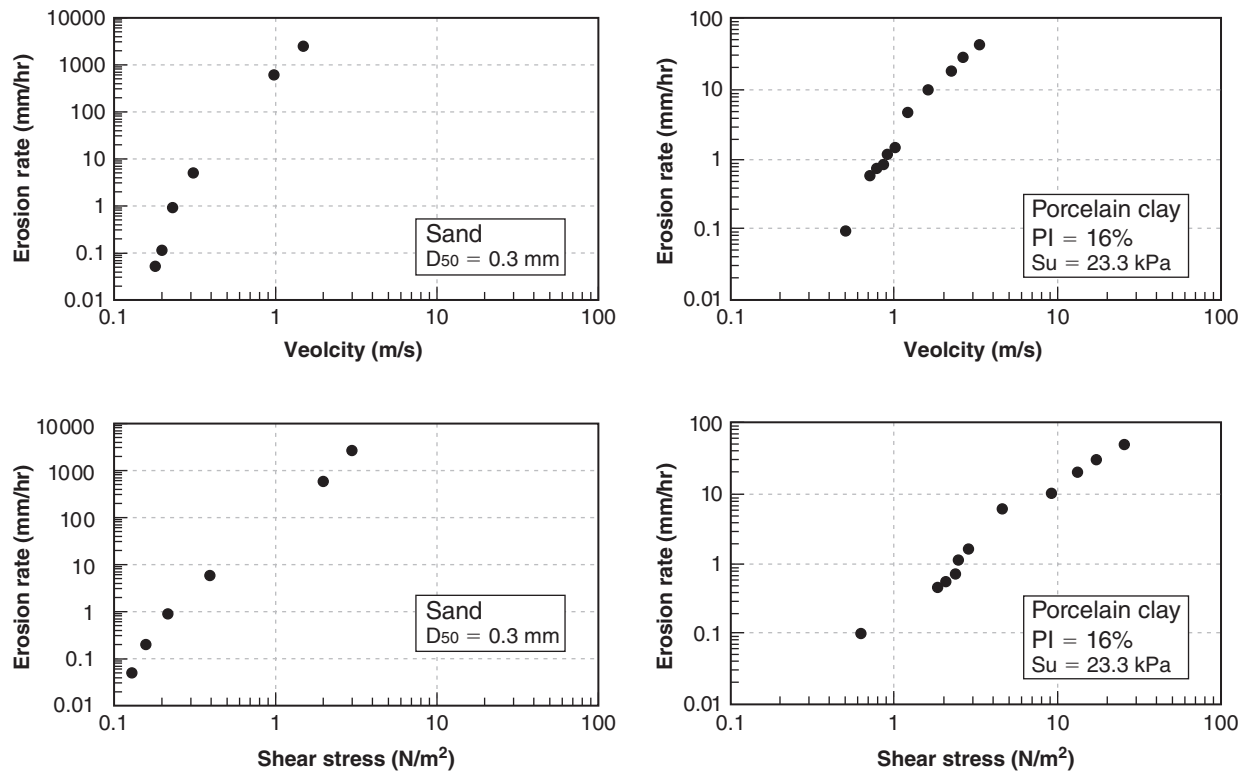 Erosion rate (mm/hr)
10000
1000
100
10
1
0.1
0.01
0.1
1
10
100
Veolcity (m/s)
Sand
D50 = 0.3 mm
Erosion rate (mm/hr)
100
10
1
0.1
0.01
0.1
1
10
100
Veolcity (m/s)
Porcelain clay
PI = 16%
Su = 23.3 kPa
Erosion rate (mm/hr)
10000
1000
100
10
1
0.1
0.01
0.1
1
10
100
Shear stress (N/m²)
Sand
D50 = 0.3 mm
Erosion rate (mm/hr)
100
10
1
0.1
0.01
0.1
1
10
100
Shear stress (N/m²)
Porcelain clay
PI = 16%
Su = 23.3 kPa